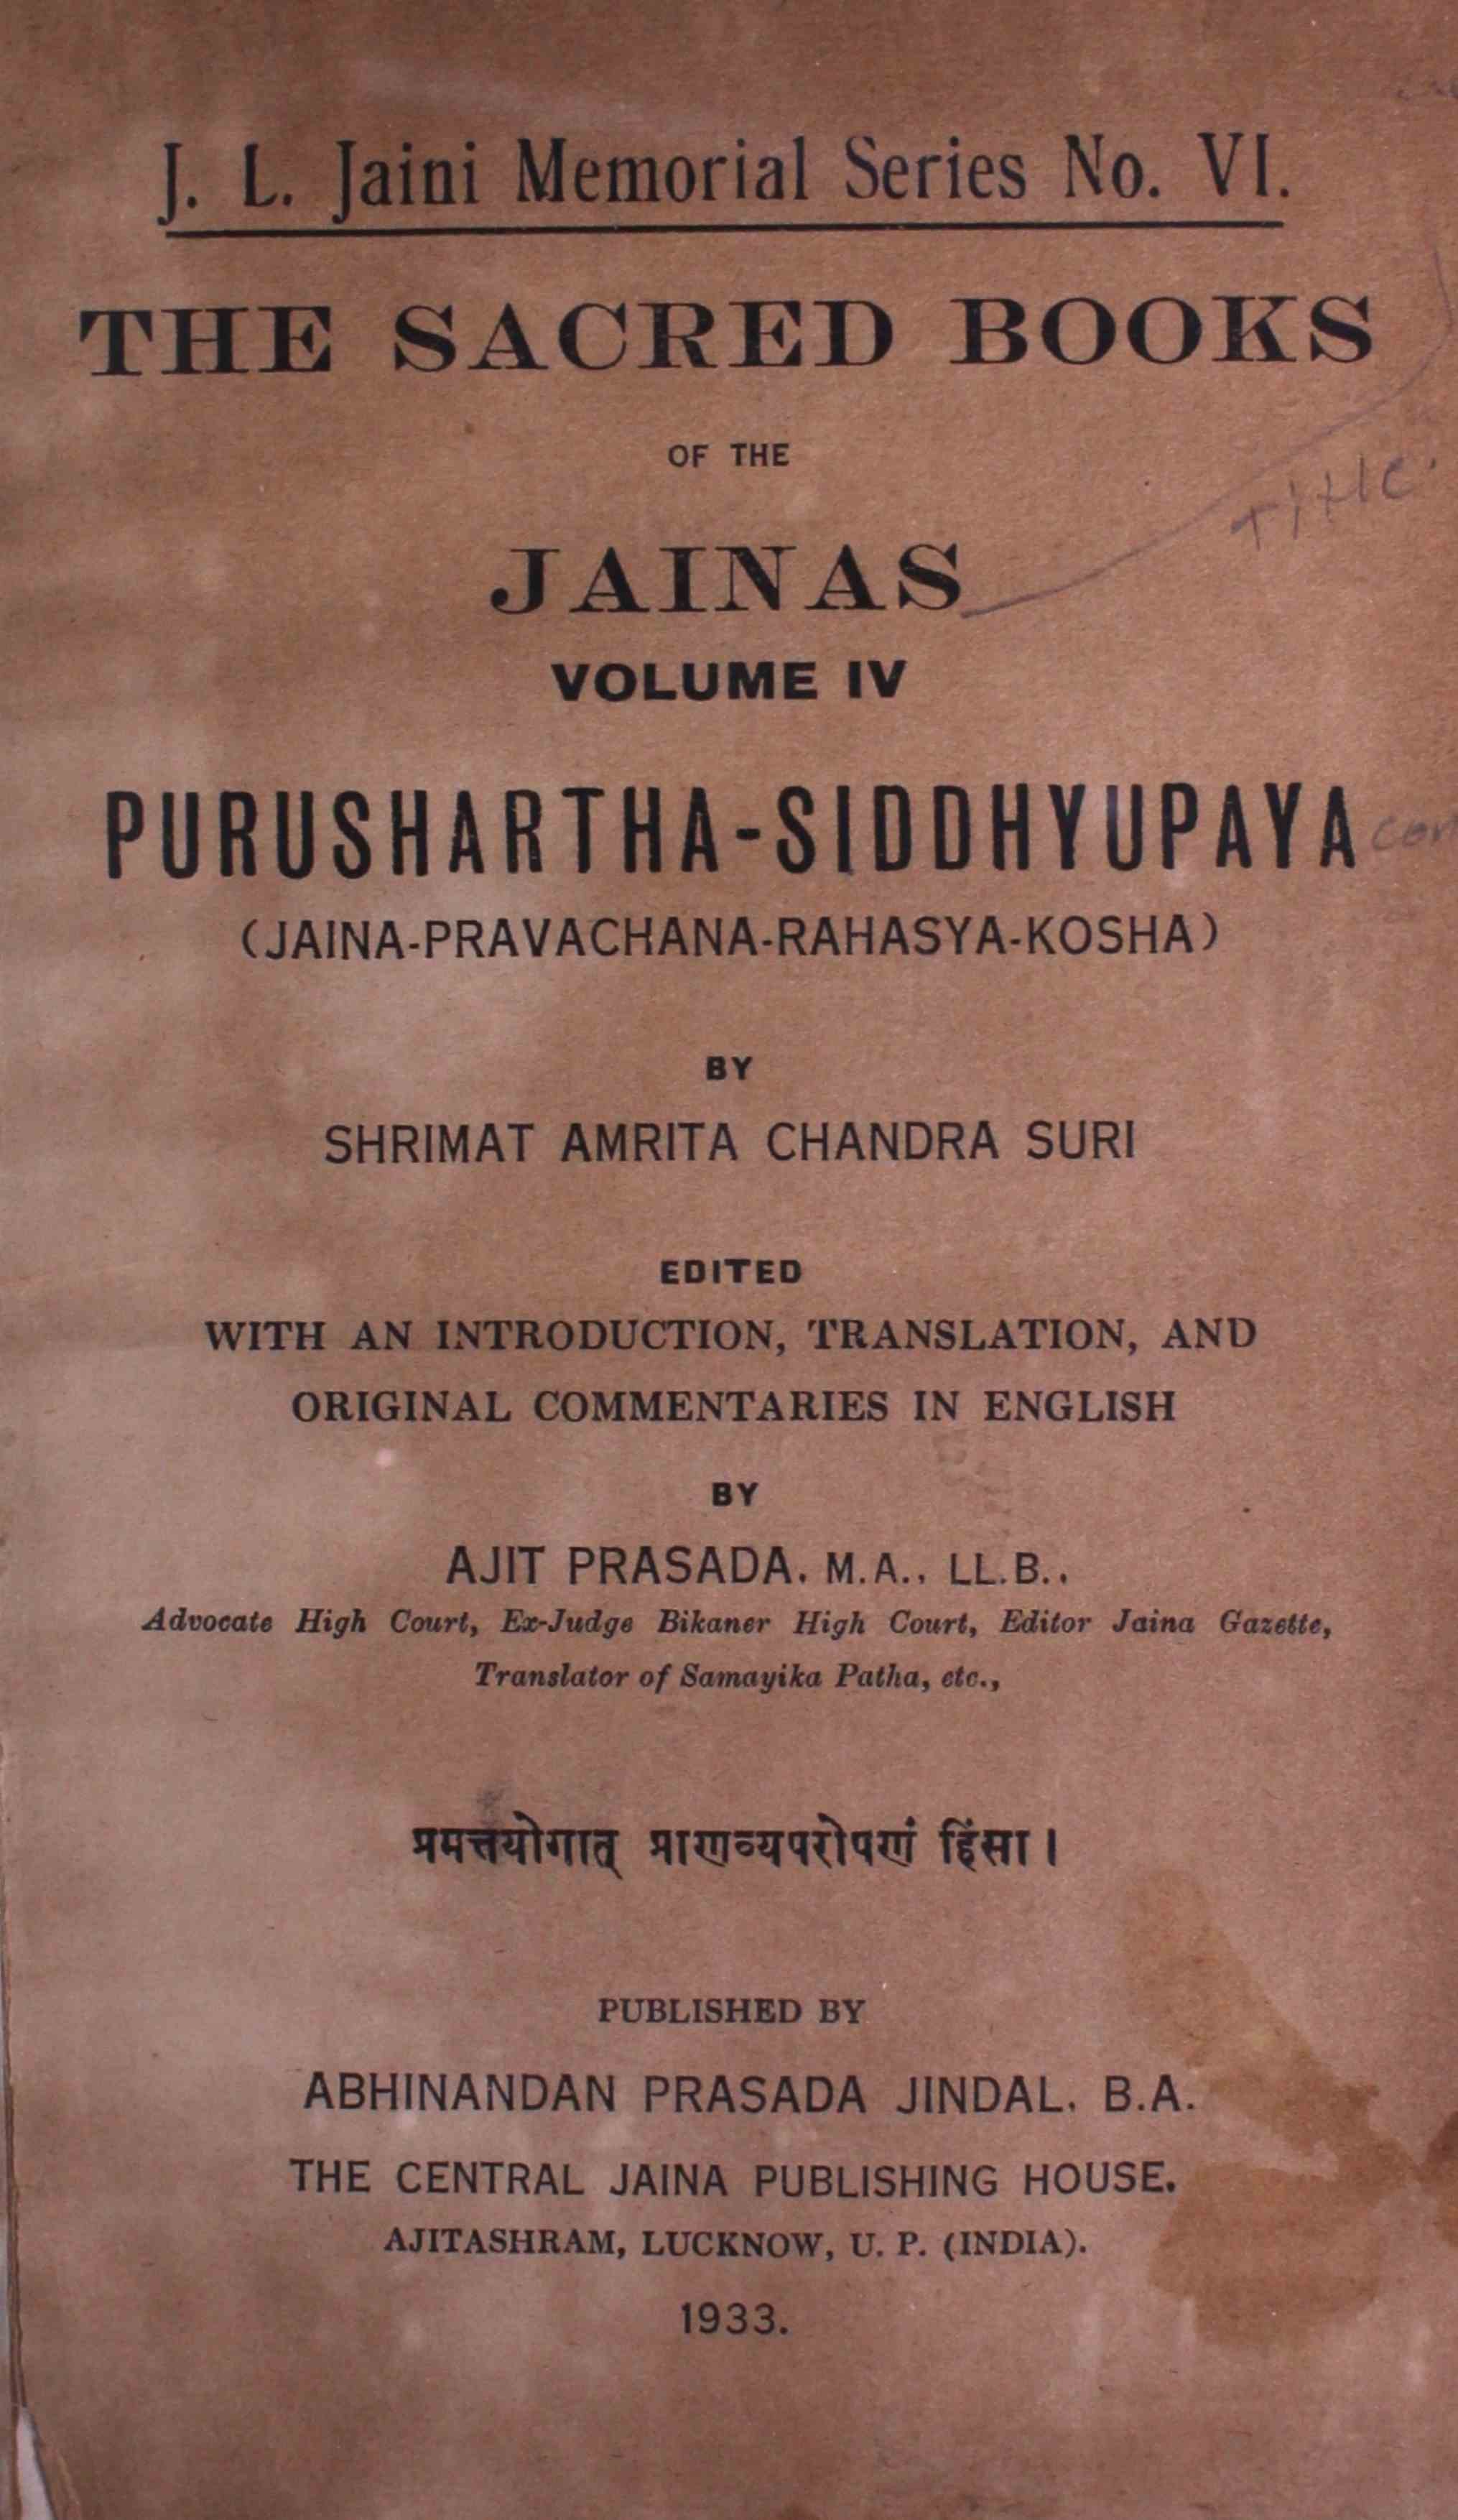 J. L. Jaini Memorial Series No. VI.
THE SACRED BOOKS
OF THE
JAINAS
VOLUME IV
PURUSHARTHA-SIDDHYUPAYA
(JAINA-PRAVACHANA-RAHASYA-KOSHA)
BY
SHRIMAT AMRITA CHANDRA SURI
EDITED
WITH AN INTRODUCTION, TRANSLATION, AND
ORIGINAL COMMENTARIES IN ENGLISH
BY
AJIT PRASADA. M.A., LL.B.,
Advocate High Court, Ex-Judge Bikaner High Court, Editor Jaina Gazette,
Translator of Samayika Patha, etc.,
प्रमत्तयोगात् प्राणव्यपरोपणं हिंसा ।
PUBLISHED BY
ABHINANDAN PRASADA JINDAL. B.A.
THE CENTRAL JAINA PUBLISHING HOUSE.
AJITASHRAM, LUCKNOW, U. P. (INDIA).
1933.